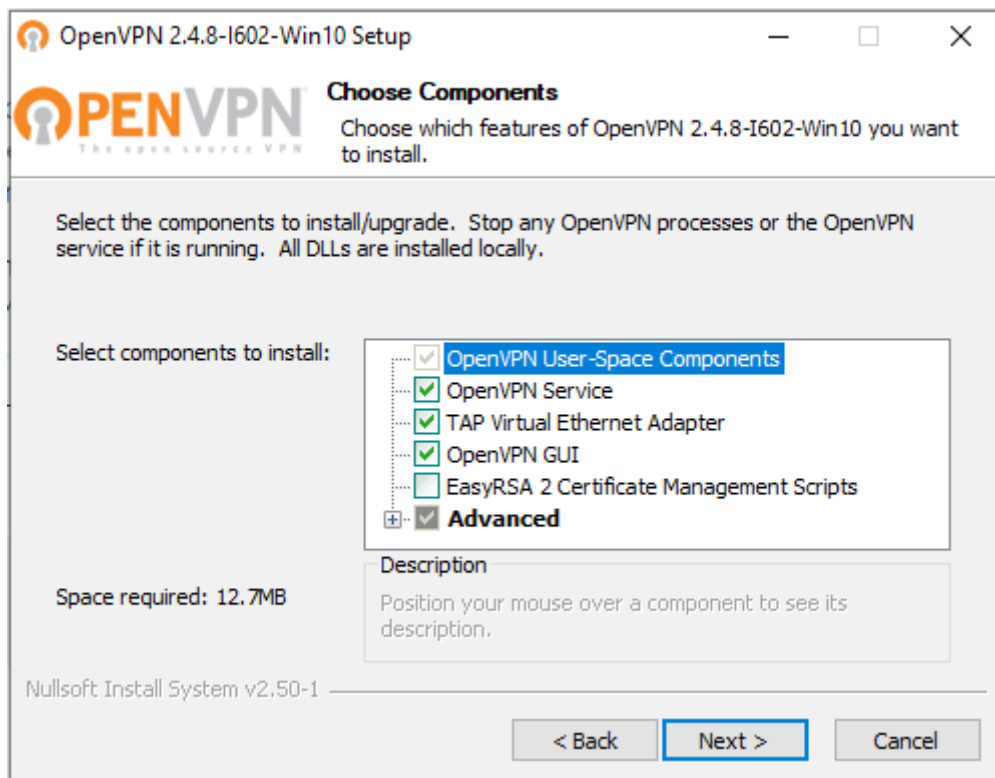 OpenVPN 2.4.8-I602-Win10 Setup
OPENVPN
The open source VPN
Choose Components
Choose which features of OpenVPN 2.4.8-I602-Win10 you want
to install.
Select the components to install/upgrade. Stop any OpenVPN processes or the OpenVPN
service if it is running. All DLLs are installed locally.
Select components to install:
OpenVPN User-Space Components
OpenVPN Service
TAP Virtual Ethernet Adapter
OpenVPN GUI
EasyRSA 2 Certificate Management Scripts
Advanced
Space required: 12.7MB
Description
Position your mouse over a component to see its
description.
Nullsoft Install System v2.50-1
< Back
Next >
Cancel